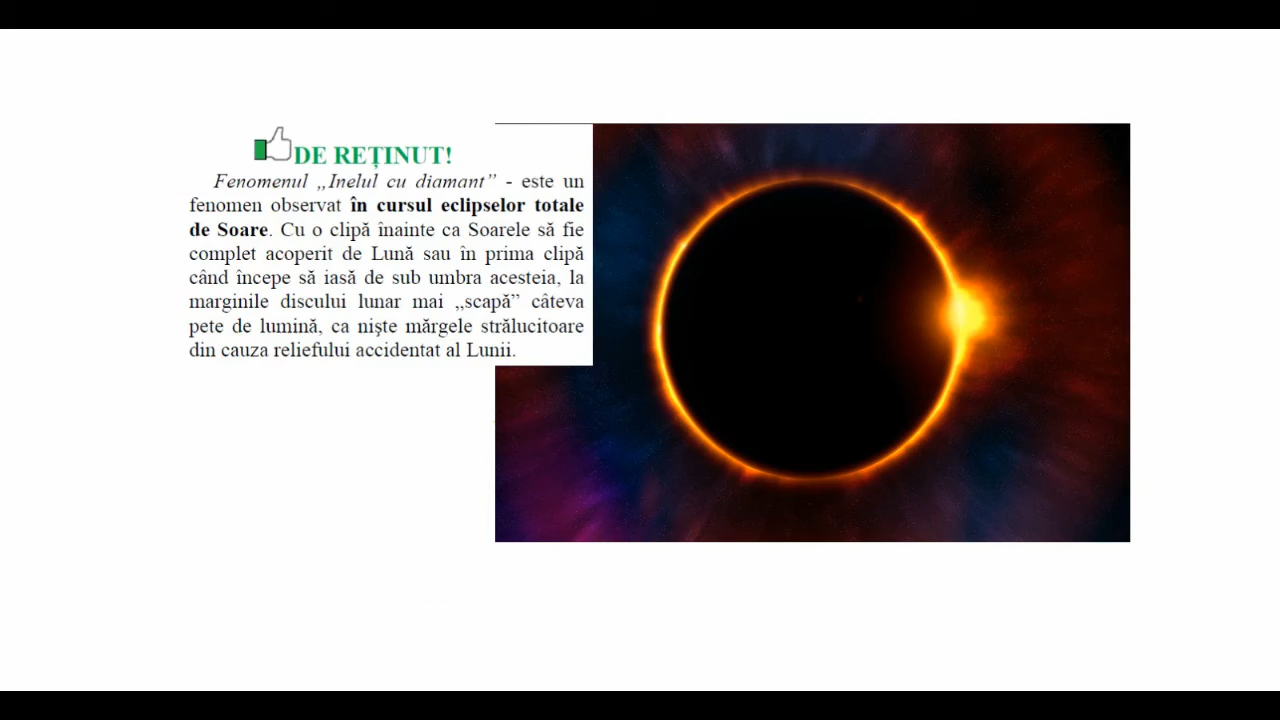 DE REȚINUT!
Fenomenul „Inelul cu diamant” - este un
fenomen observat în cursul eclipselor totale
de Soare. Cu o clipă înainte ca Soarele să fie
complet acoperit de Lună sau în prima clipă
când începe să iasă de sub umbra acesteia, la
marginile discului lunar mai „scapă” câteva
pete de lumină, ca niște mărgele strălucitoare
din cauza reliefului accidentat al Lunii.